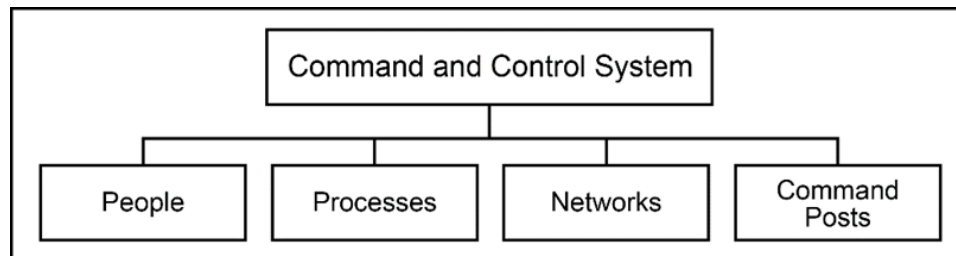 Command and Control System
People
Processes
Networks
Command
Posts